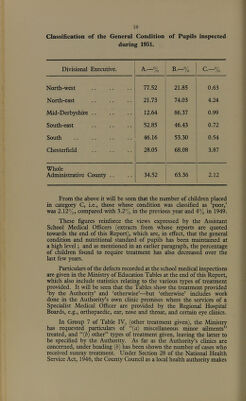 10
Classification of the General Condition of Pupils inspected
during 1951.
Divisional Executive. A.—% B.—% C.—%
North-west 77.52 21.85 0.63
North-east 21.73 74.03 4.24
Mid-Derbyshire 12.64 86.37 0.99
South-east 52.85 46.43 0.72
South 46.16 53.30 0.54
Chesterfield 28.05 68.08 3.87
Whole
Administrative County 34.52 63.36 2.12
From the above it will be seen that the number of children placed
in category C, i.e., those whose condition was classified as 'poor,'
was 2.12%, compared with 3.2% in the previous year and 4% in 1949.
These figures reinforce the views expressed by the Assistant
School Medical Officers (extracts from whose reports are quoted
towards the end of this Report), which are, in effect, that the general
condition and nutritional standard of pupils has been maintained at
a high level; and as mentioned in an earlier paragraph, the percentage
of children found to require treatment has also decreased over the
last few years.
Particulars of the defects recorded at the school medical inspections
are given in the Ministry of Education Tables at the end of this Report,
which also include statistics relating to the various types of treatment
provided. It will be seen that the Tables show the treatment provided
'by the Authority' and 'otherwise'—but 'otherwise' includes work
done in the Authority's own clinic premises where the services of a
Specialist Medical Officer are provided by the Regional Hospital
Boards, e.g., orthopaedic, ear, nose and throat, and certain eye clinics.
In Group 7 of Table IV, (other treatment given), the Ministry
has requested particulars of "(a) miscellaneous minor ailments"
treated, and "(b) other" types of treatment given, leaving the latter to
be specified by the Authority. As far as the Authority's clinics are
concerned, under heading (b) has been shown the number of cases who
received sunray treatment. Under Section 28 of the National Health
Service Act, 1946, the County Council as a local health authority makes